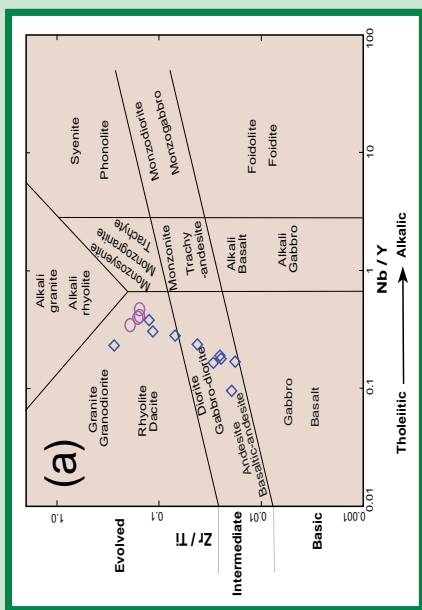 (a)
Alkali
granite
Alkali
rhyolite
Syenite
Phonolite
Granite
Granodiorite
Rhyolite
Dacite
Monzosyenite
Monzogranite
Trachyte
Monzodiorite
Monzogabbro
Monzonite
Trachy
-andesite
Diorite
Gabbro-diorite
Andesite
Basaltic-andesite
Alkali
Basalt
Alkali
Gabbro
Foidolite
Foidite
Gabbro
Basalt
Evolved
Intermediate
Basic
Zr / Ti
1.0
0.1
0.01
0.001
0.01
0.1
1
10
100
Nb / Y
Tholelitic
Alkalic